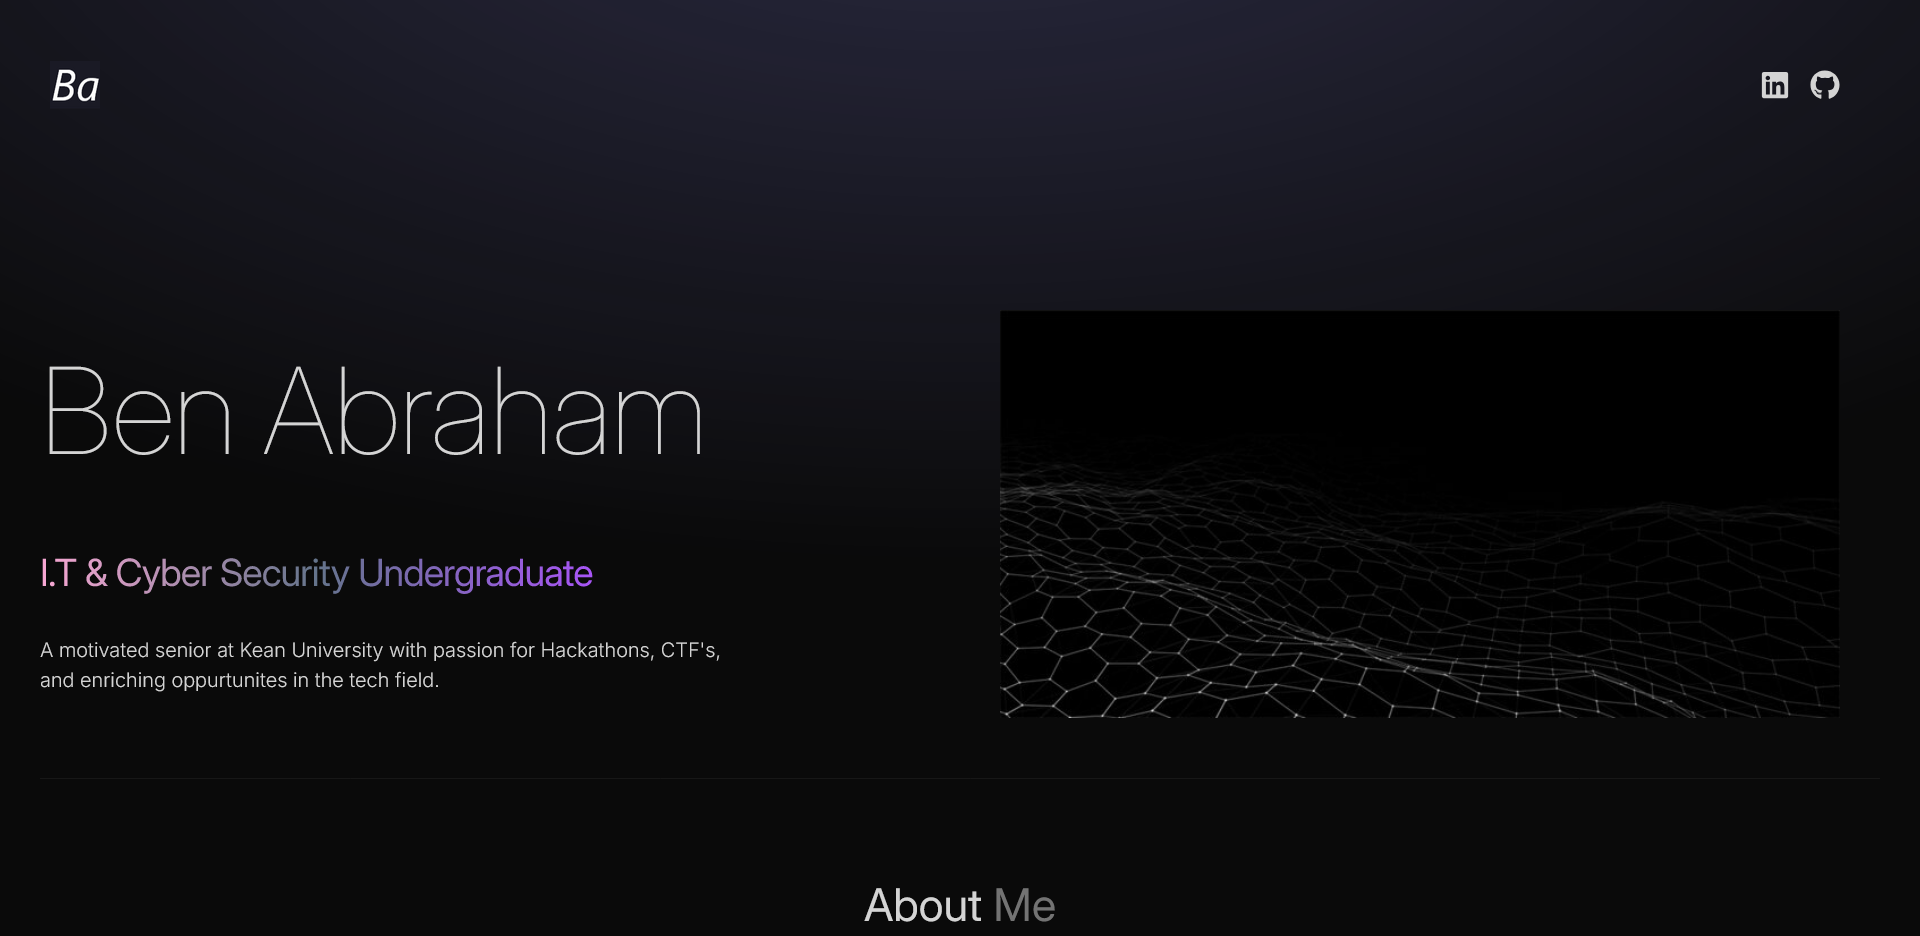 Ba
Ben Abraham
I.T & Cyber Security Undergraduate
A motivated senior at Kean University with passion for Hackathons, CTF's,
and enriching oppurtunites in the tech field.
About Me